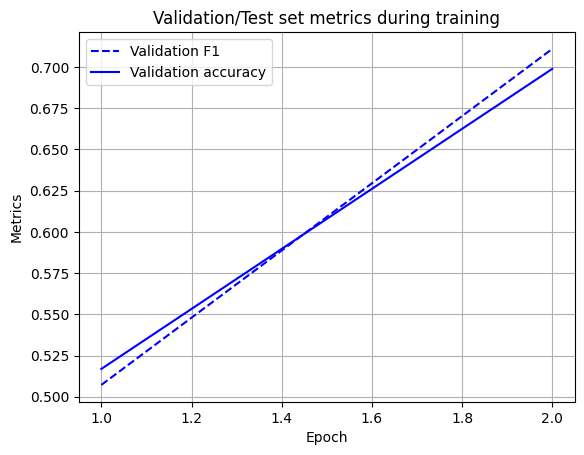 Validation/Test set metrics during training
Validation F1
Validation accuracy
0.700
0.675
0.650
0.625
0.600
0.575
0.550
0.525
0.500
Metrics
1.0 1.2 1.4 1.6 1.8 2.0
Epoch